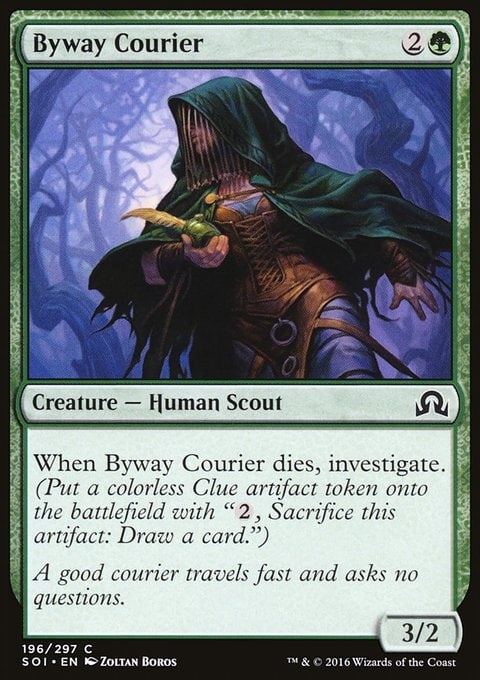 Byway Courier 2
Creature — Human Scout
When Byway Courier dies, investigate.
(Put a colorless Clue artifact token onto
the battlefield with “2, Sacrifice this
artifact: Draw a card.”)
A good courier travels fast and asks no
questions.
3/2
196/297 C
SOI • EN Zoltan Boros
™ & © 2016 Wizards of the Coast